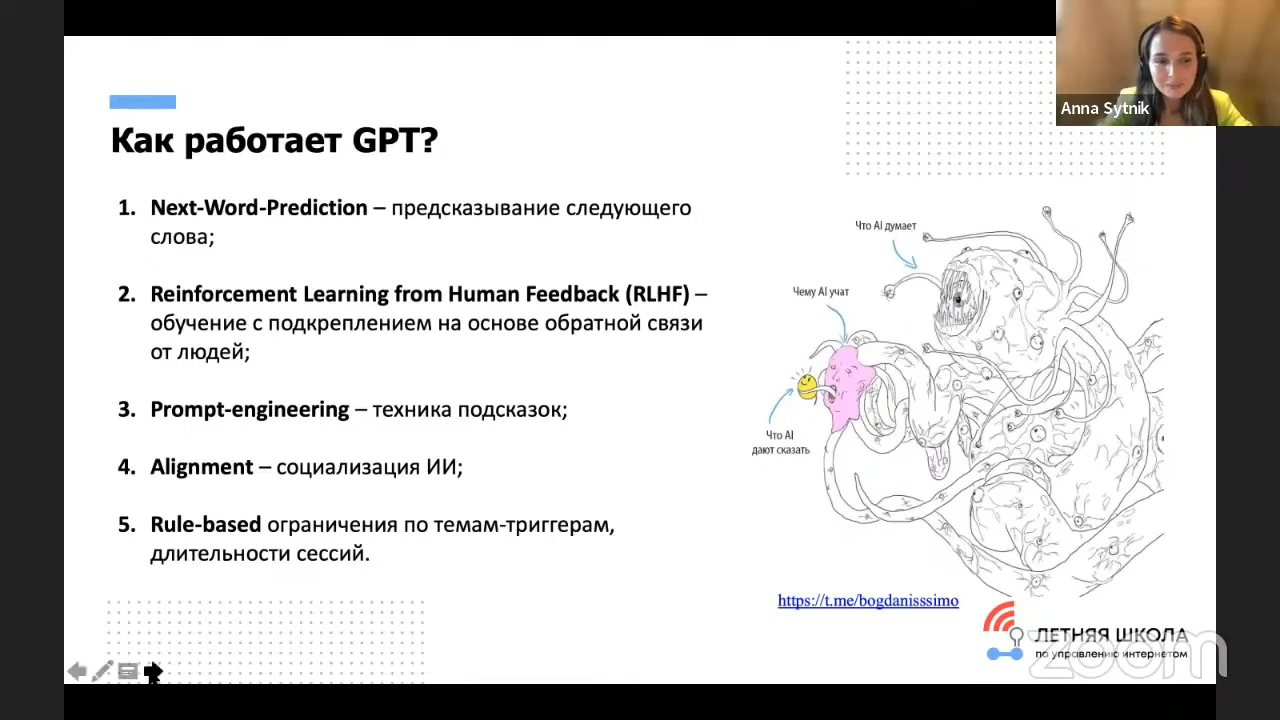 Anna Sytnik
Как работает GPT?
1. Next-Word-Prediction – предсказывание следующего
слова;
2. Reinforcement Learning from Human Feedback (RLHF) –
обучение с подкреплением на основе обратной связи
от людей;
3. Prompt-engineering – техника подсказок;
4. Alignment – социализация ИИ;
5. Rule-based ограничения по темам-триггерам,
длительности сессий.
Что AI думает
Чему AI учат
Что AI
дают сказать
https://t.me/bogdanisssimo
ЛЕТНЯЯ ШКОЛА
по управлению интернетом
zoom